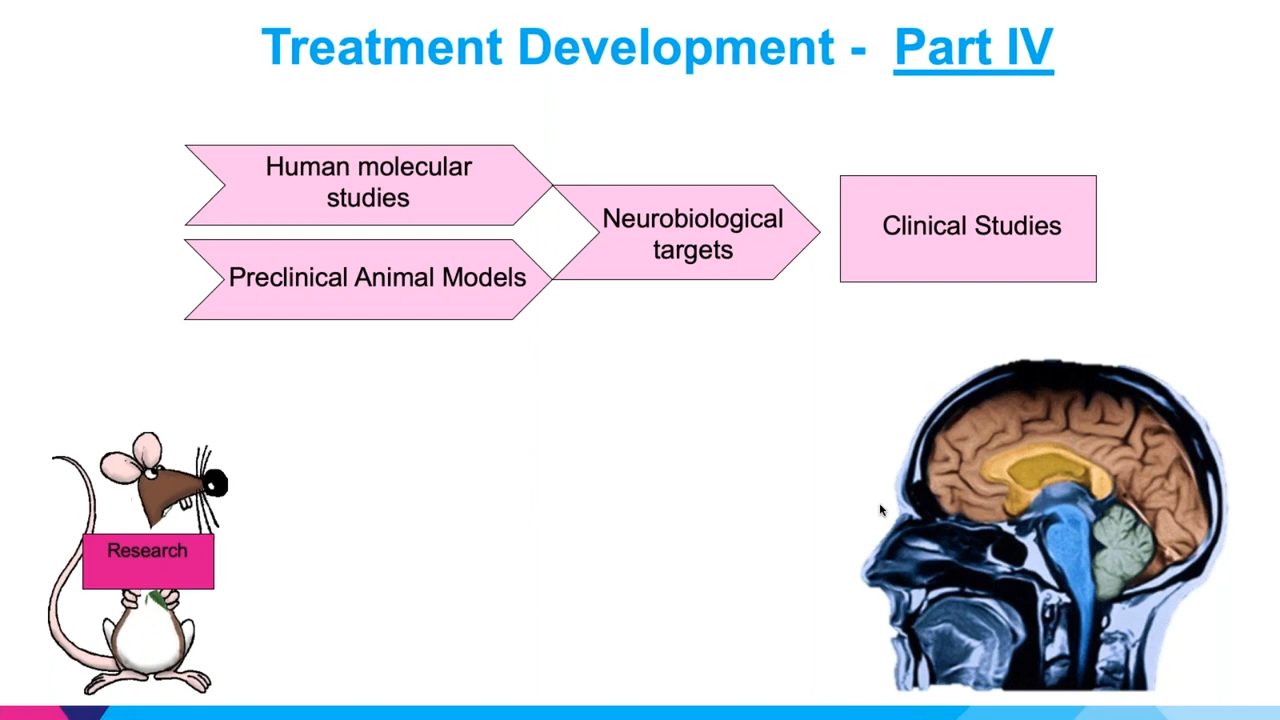 Treatment Development - Part IV
Human molecular
studies
Preclinical Animal Models
Neurobiological
targets
Clinical Studies
Research